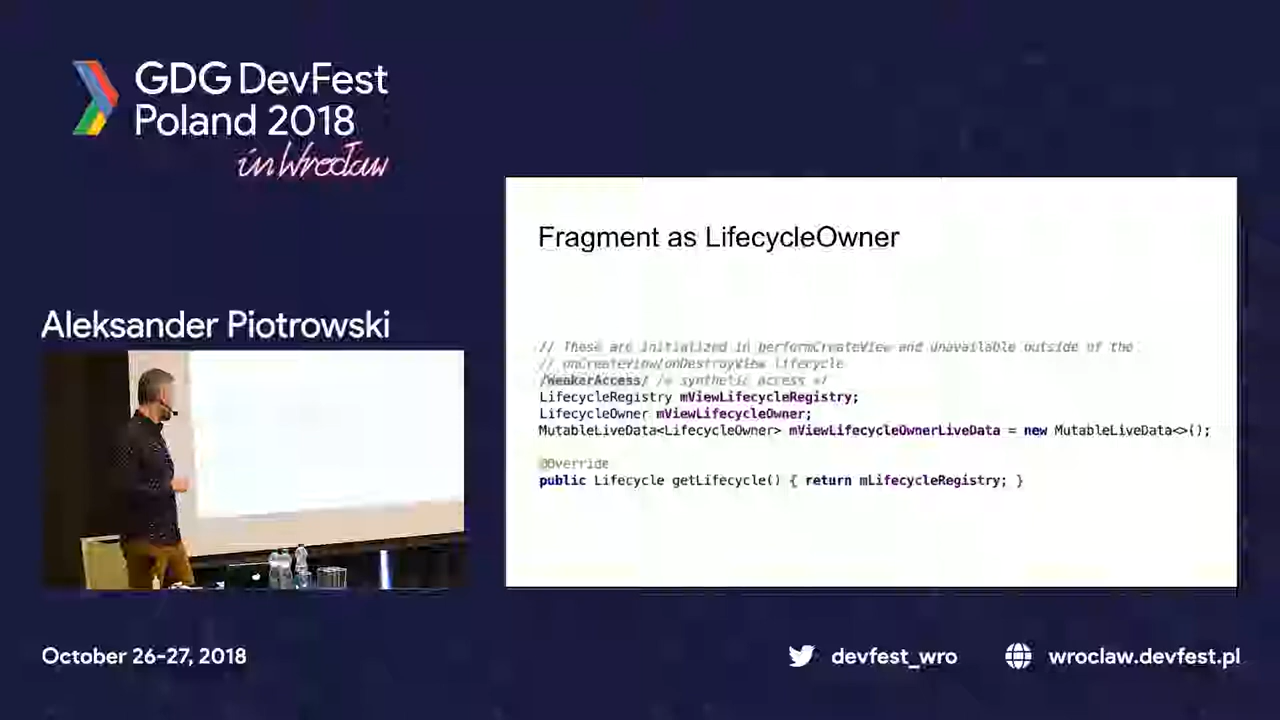 GDG DevFest
Poland 2018
in Wrocław
Aleksander Piotrowski
Fragment as LifecycleOwner
// These are initialized in performCreateView and unavailable outside of the
// onCreateView/onDestroyView lifecycle
/WeakerAccess/ /* synthetic access */
LifecycleRegistry mViewLifecycleRegistry;
LifecycleOwner mViewLifecycleOwner;
MutableLiveData<LifecycleOwner> mViewLifecycleOwnerLiveData = new MutableLiveData<>();
@Override
public Lifecycle getLifecycle() { return mLifecycleRegistry; }
October 26-27, 2018
devfest_wro
wroclaw.devfest.pl